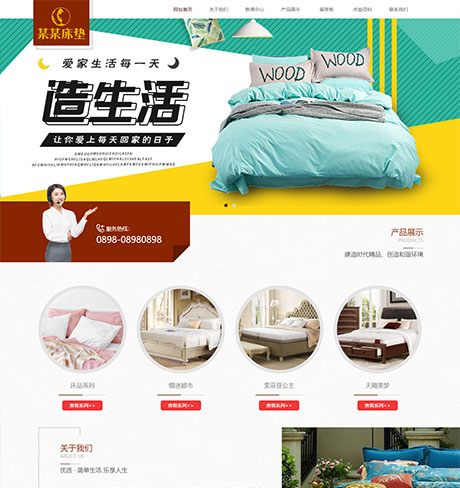 某某床垫
网站首页 关于我们 新闻中心 产品展示 留言板 床垫百科 联系我们
爱家生活每一天
造生活
让你爱上每天回家的日子
WOOD WOOD
服务热线:
0898-08980898
产品展示
PRODUCTS
建造时代精品，创造和谐环境
床品系列 情迷都市 索菲亚公主 天赐美梦
查看系列>> 查看系列>> 查看系列>> 查看系列>>
关于我们
ABOUT US
优质·简单生活 乐享人生